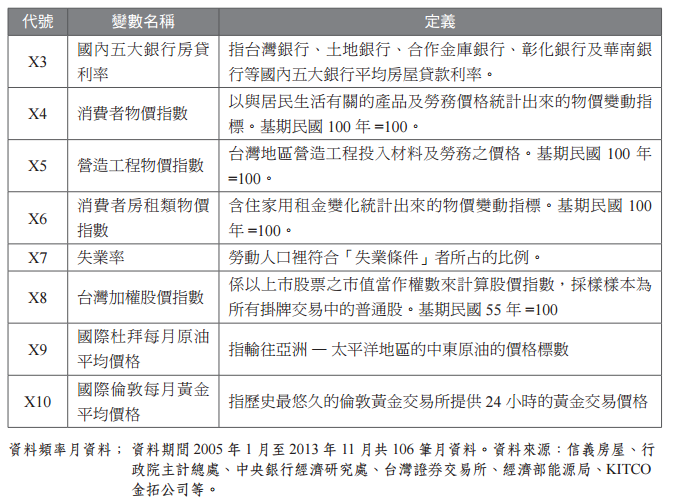 代號 變數名稱 定義
X3 國內五大銀行房貸利率 指台灣銀行、土地銀行、合作金庫銀行、彰化銀行及華南銀
行等國內五大銀行平均房屋貸款利率。
X4 消費者物價指數 以與居民生活有關的產品及勞務價格統計出來的物價變動指
標。基期民國 100 年 =100。
X5 營造工程物價指數 台灣地區營造工程投入材料及勞務之價格。基期民國 100 年
=100。
X6 消費者房租類物價指數 含住家用租金變化統計出來的物價變動指標。基期民國 100
年 =100。
X7 失業率 勞動人口裡符合「失業條件」者所占的比例。
X8 台灣加權股價指數 係以上市股票之市值當作權數來計算股價指數，採樣樣本為
所有掛牌交易中的普通股。基期民國 55 年 =100
X9 國際杜拜每月原油平均價格 指輸往亞洲 — 太平洋地區的中東原油的價格標數
X10 國際倫敦每月黃金平均價格 指歷史最悠久的倫敦黃金交易所提供 24 小時的黃金交易價格
資料頻率月資料； 資料期間 2005 年 1 月至 2013 年 11 月共 106 筆月資料。資料來源：信義房屋、行
政院主計總處、中央銀行經濟研究處、台灣證券交易所、經濟部能源局、KITCO
金拓公司等。